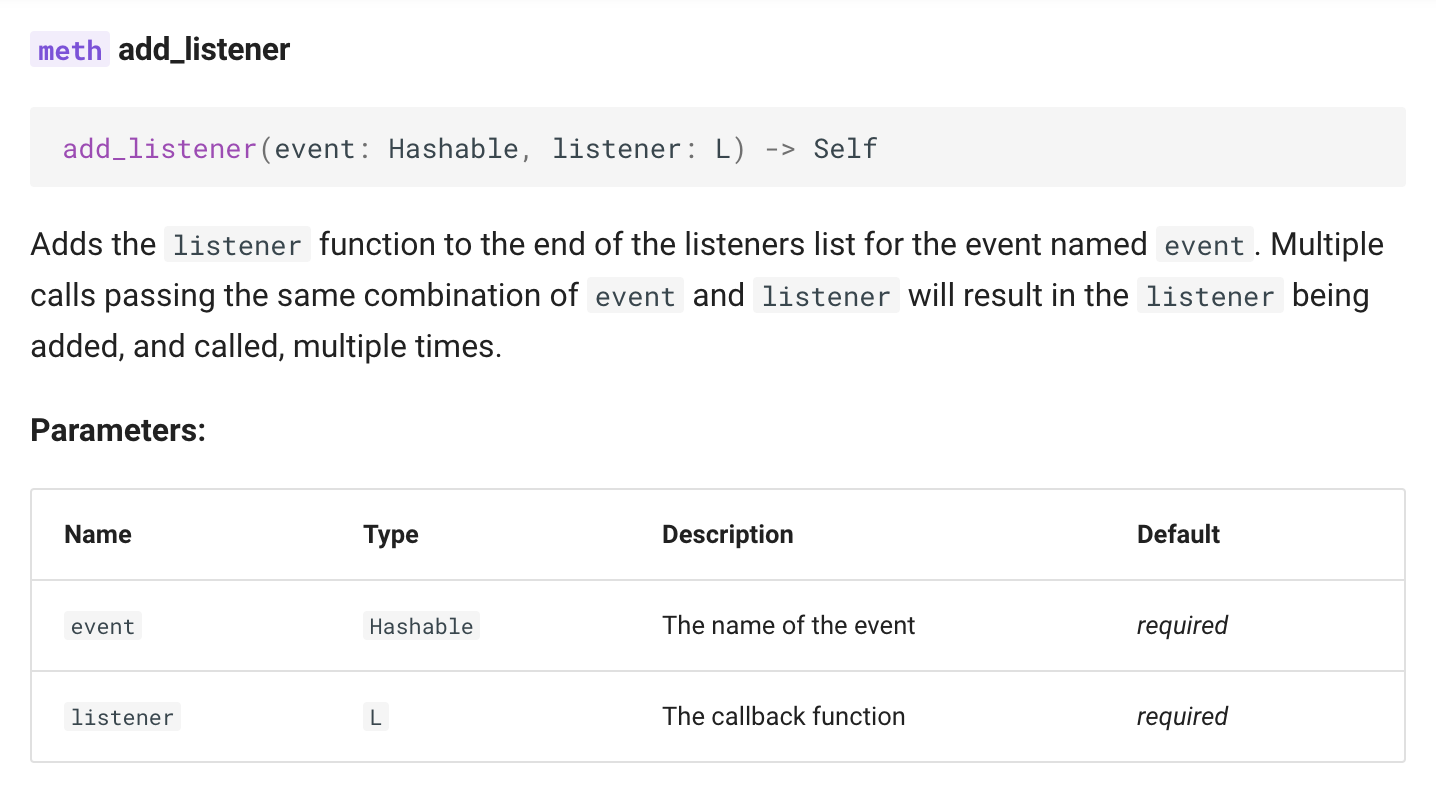 meth add_listener
add_listener(event: Hashable, listener: L) -> Self
Adds the listener function to the end of the listeners list for the event named event. Multiple
calls passing the same combination of event and listener will result in the listener being
added, and called, multiple times.
Parameters:
Name Type Description Default
event Hashable The name of the event required
listener L The callback function required